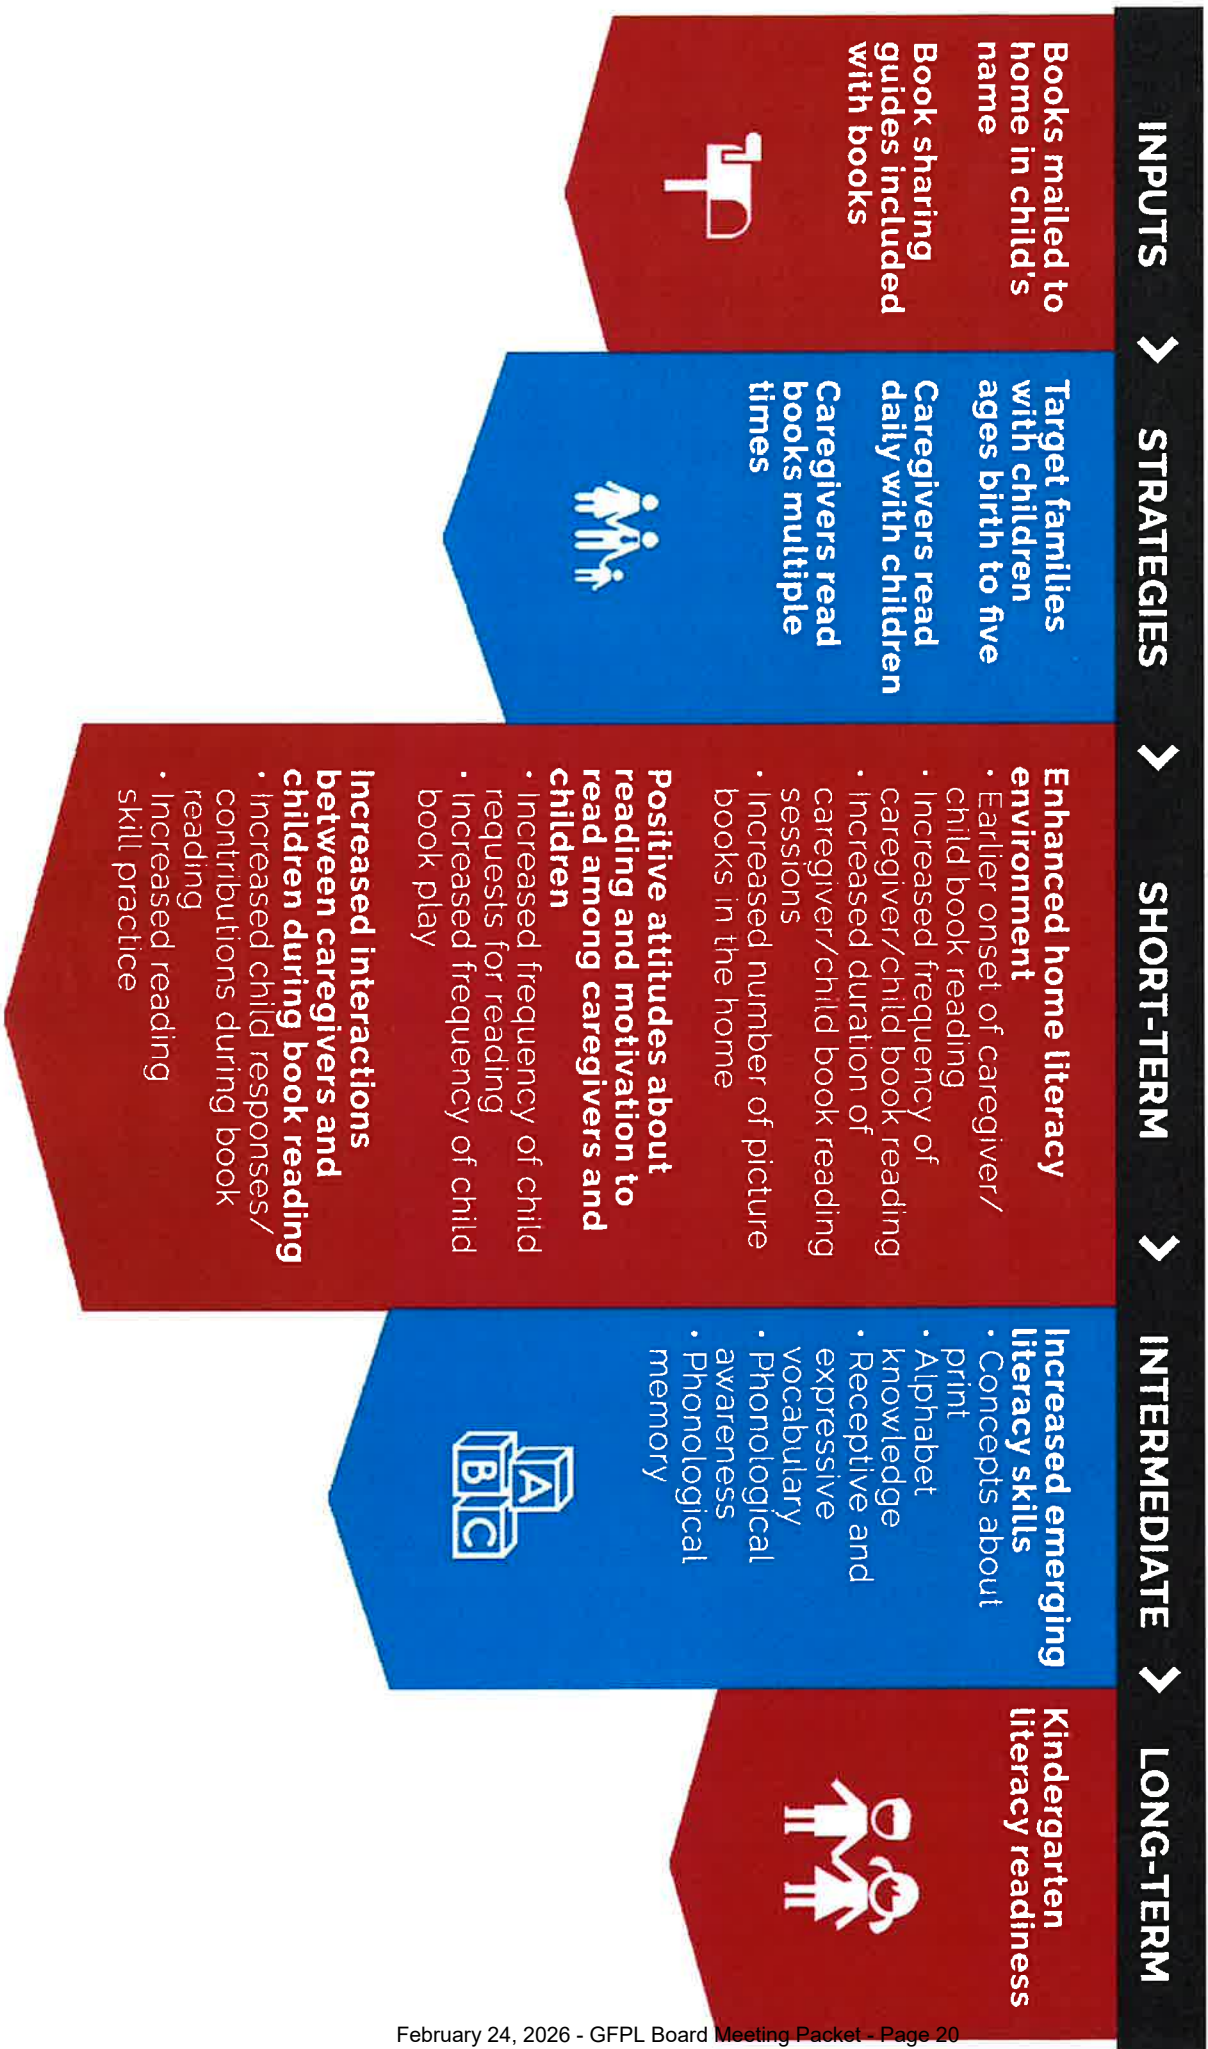 INPUTS
STRATEGIES
SHORT-TERM
INTERMEDIATE
LONG-TERM
Books mailed to
home in child's
name
Book sharing
guides included
with books
Target families
with children
ages birth to five
Caregivers read
daily with children
Caregivers read
books multiple
times
Enhanced home literacy
environment
• Earlier onset of caregiver/
child book reading
• Increased frequency of
caregiver/child book reading
• Increased duration of
caregiver/child book reading
sessions
• Increased number of picture
books in the home
Positive attitudes about
reading and motivation to
read among caregivers and
children
• Increased frequency of child
requests for reading
• Increased frequency of child
book play
Increased interactions
between caregivers and
children during book reading
• Increased child responses/
contributions during book
reading
• Increased reading
skill practice
Increased emerging
literacy skills
• Concepts about
print
• Alphabet
knowledge
• Receptive and
expressive
vocabulary
• Phonological
awareness
• Phonological
memory
A
B C
Kindergarten
literacy readiness
February 24, 2026 - GFPL Board Meeting Packet - Page 20